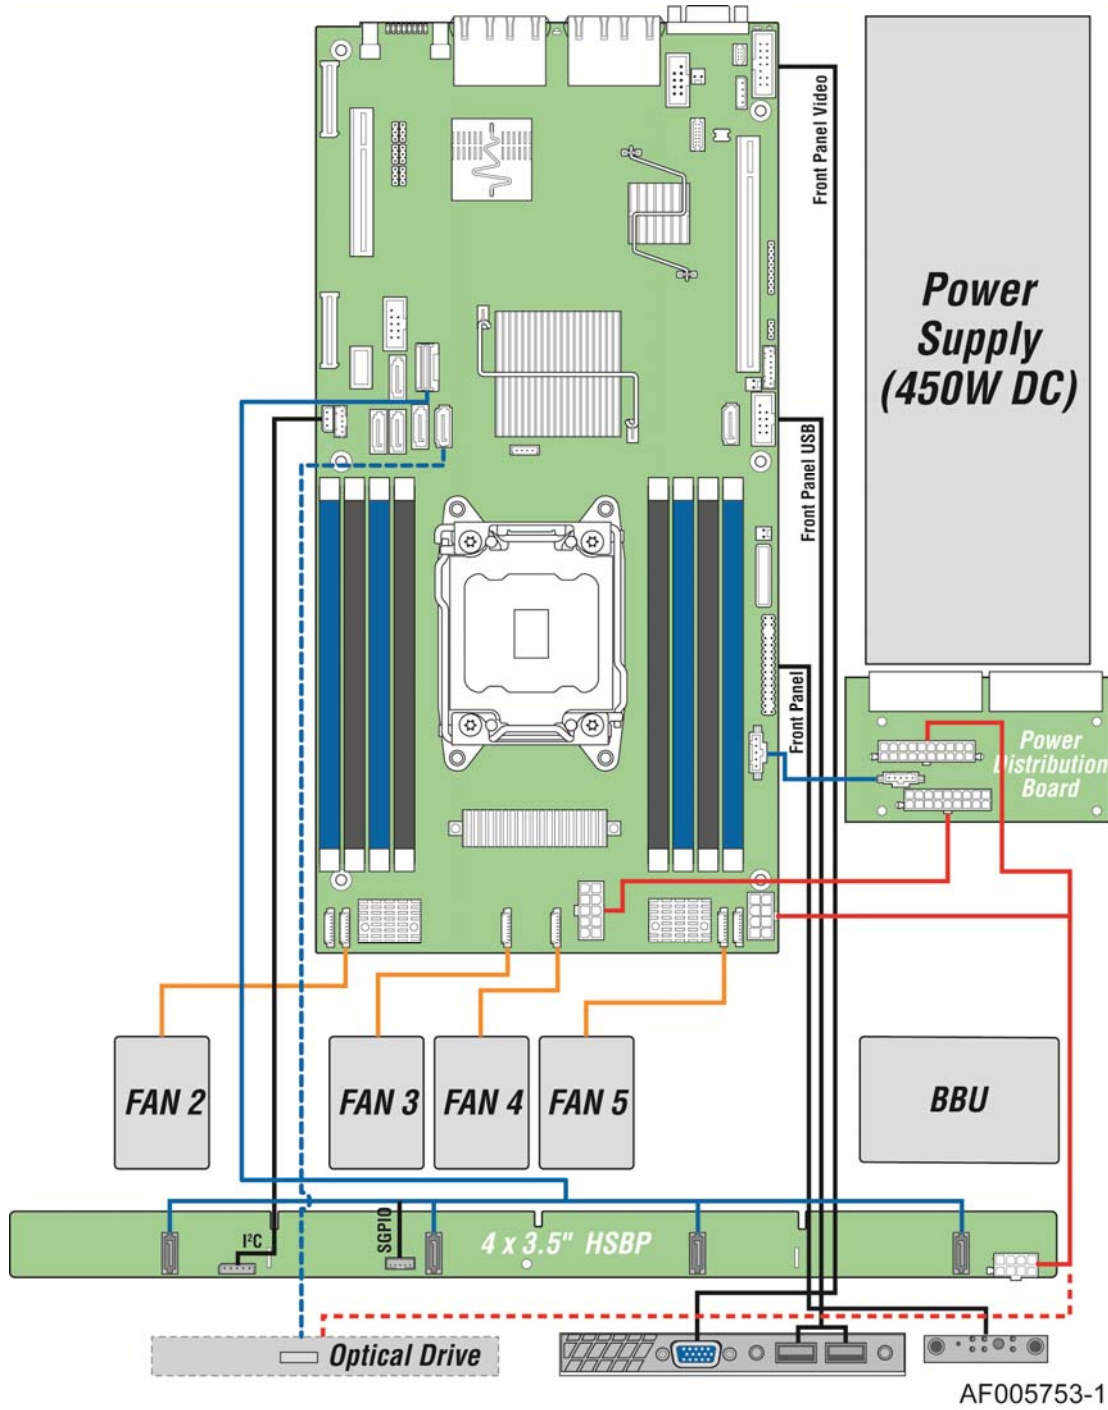 Front Panel Video
Power
Supply
(450W DC)
Front Panel USB
Front Panel
Power
Distribution
Board
FAN 2
FAN 3
FAN 4
FAN 5
BBU
I²C
SGPIO
4 x 3.5" HSBP
Optical Drive
AF005753-1